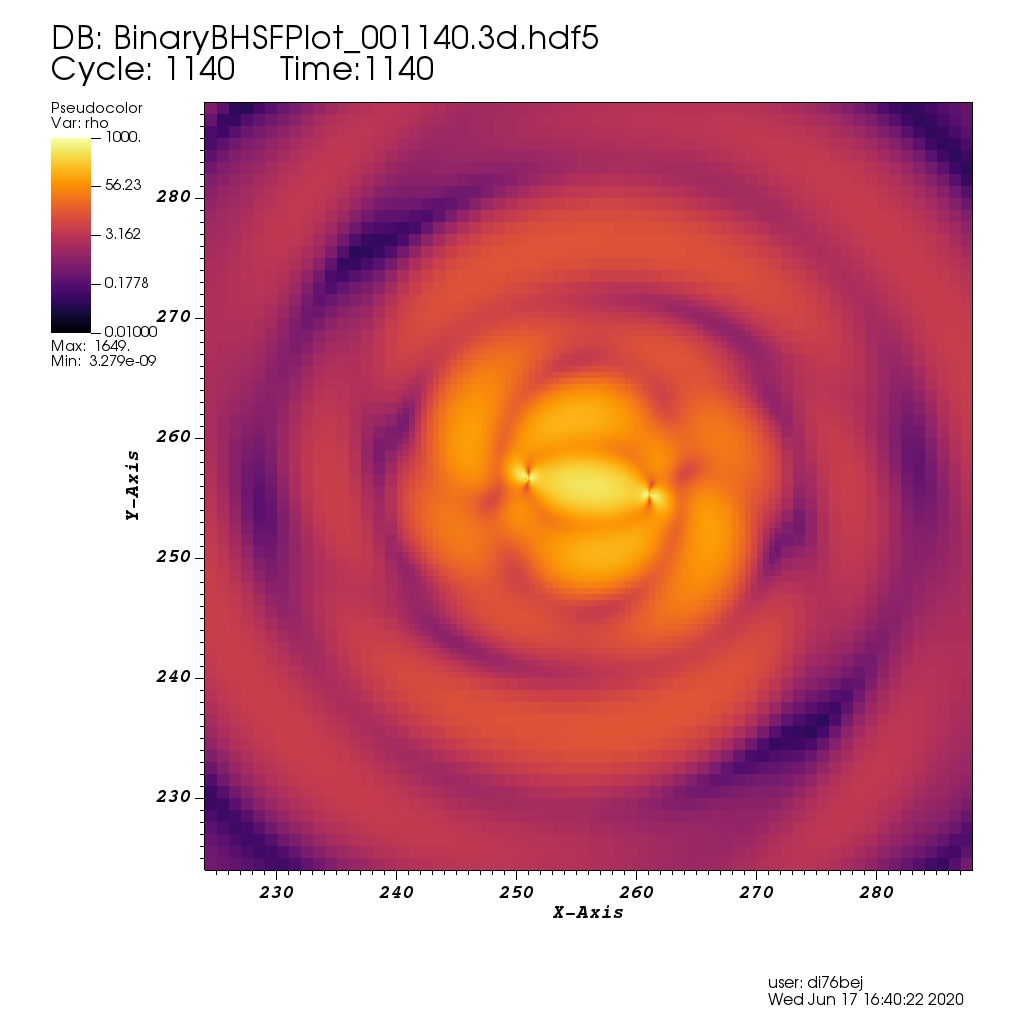 DB: BinaryBHSFPlot_001140.3d.hdf5
Cycle: 1140 Time:1140
Pseudocolor
Var: rho
1000.
56.23
3.162
0.1778
0.01000
Max: 1649.
Min: 3.279e-09
280
270
260
250
240
230
Y-Axis
230 240 250 260 270 280
X-Axis
user: di76bej
Wed Jun 17 16:40:22 2020